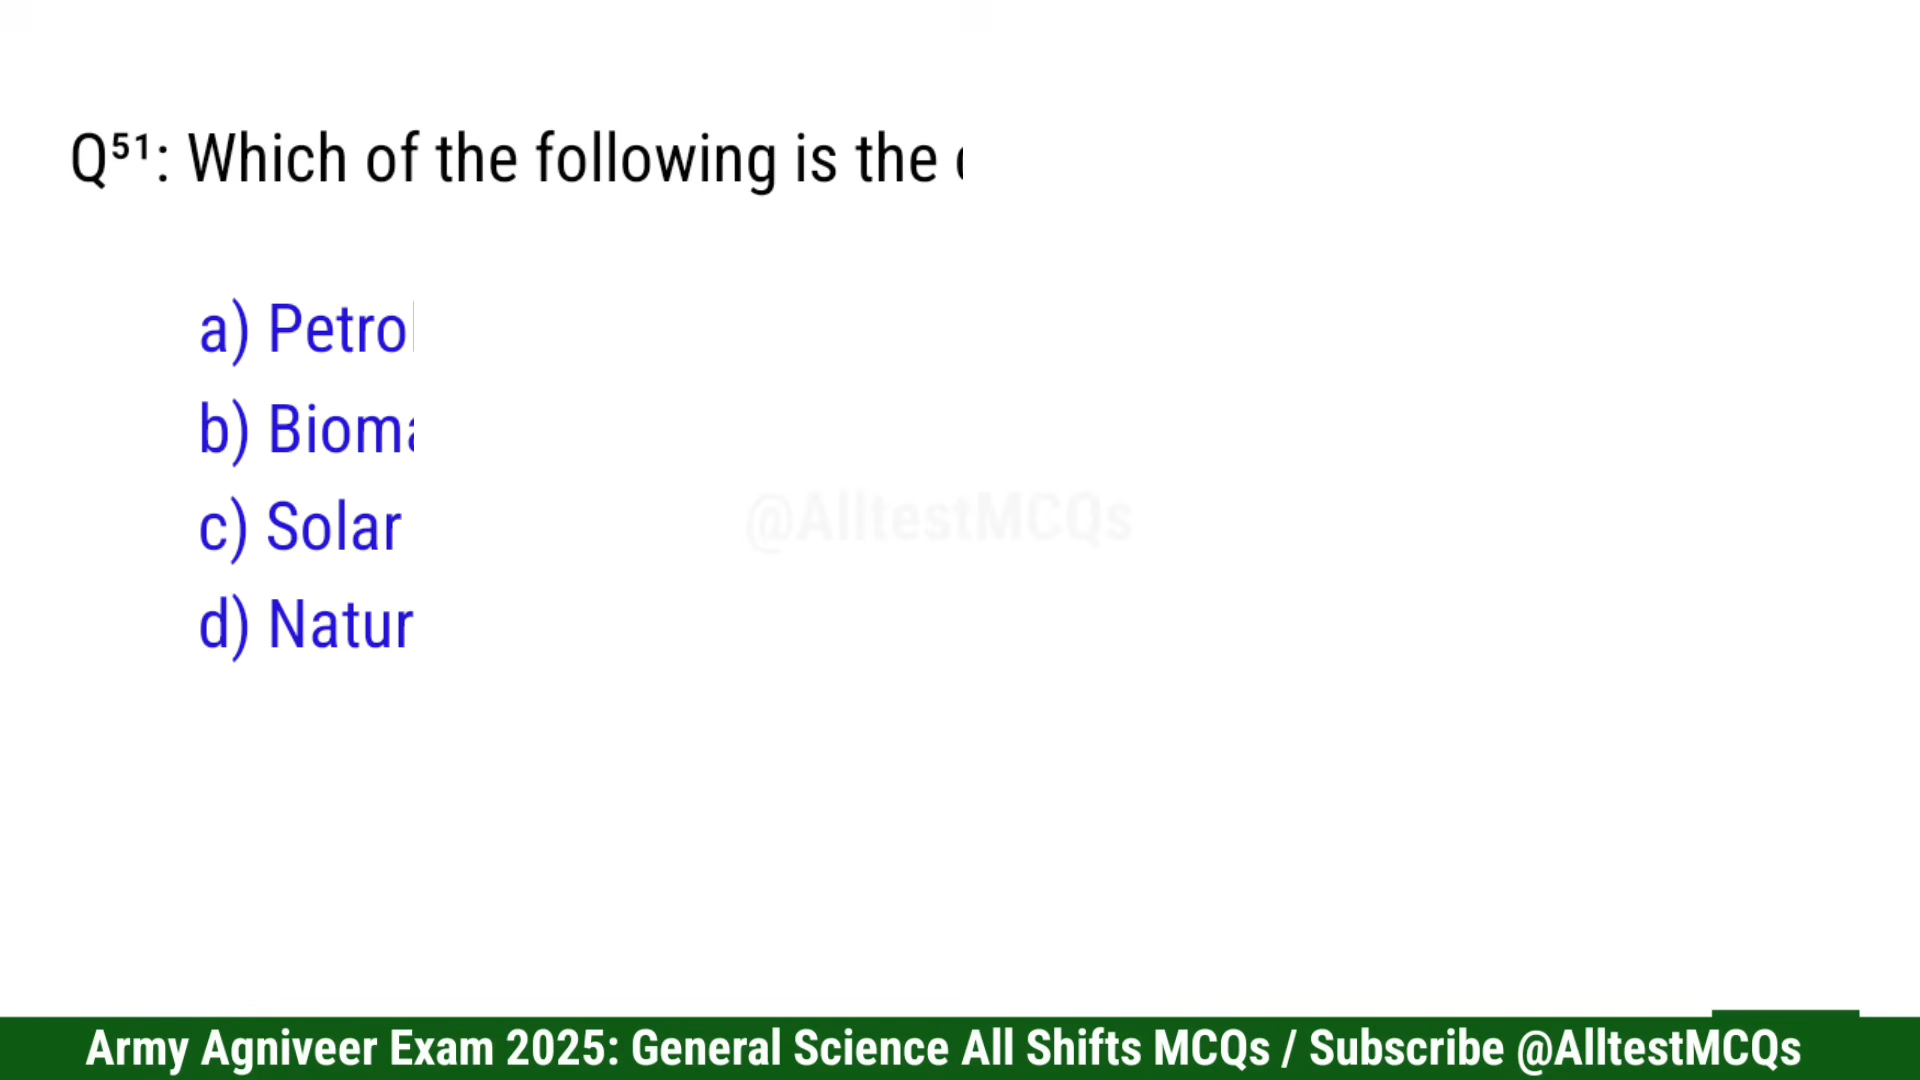 Q⁵¹: Which of the following is the
a) Petrol
b) Bioma
c) Solar
d) Natur
@AlltestMCQs
Army Agniveer Exam 2025: General Science All Shifts MCQs / Subscribe @AlltestMCQs